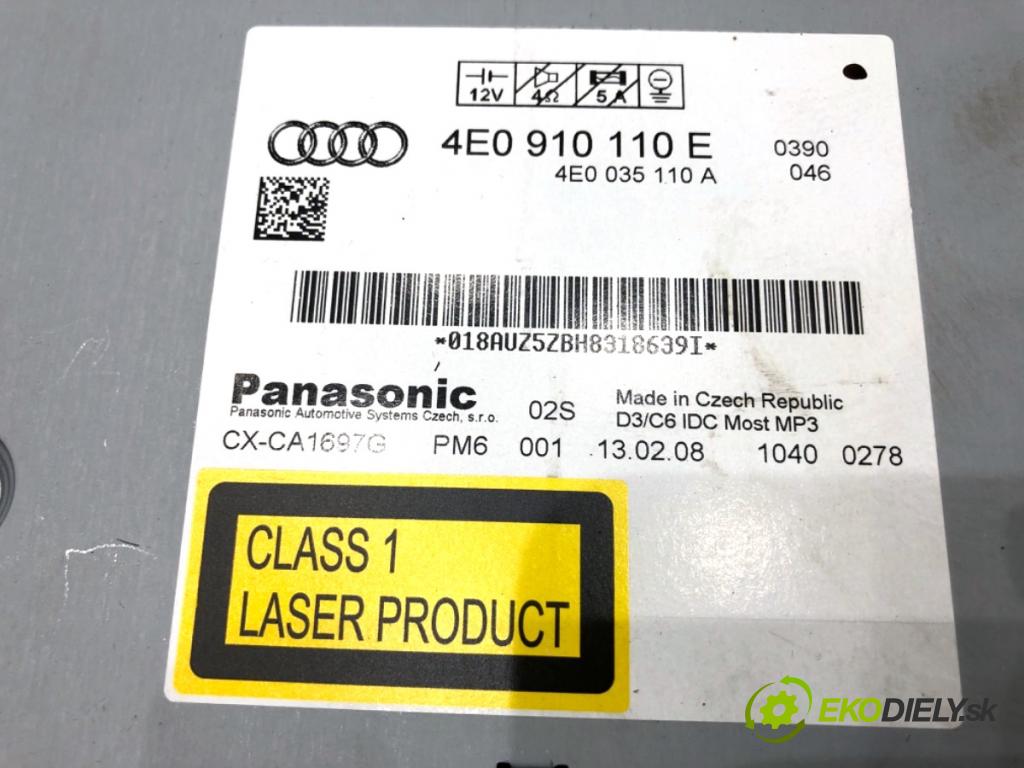 12V 4Ω 5A
4E0 910 110 E 0390
4E0 035 110 A 046
*018AUZ5ZBH8318639I*
Panasonic
Panasonic Automotive Systems Czech, s.r.o. 02S Made in Czech Republic
D3/C6 IDC Most MP3
CX-CA1697G PM6 001 13.02.08 1040 0278
CLASS 1
LASER PRODUCT
EKODIELY.sk